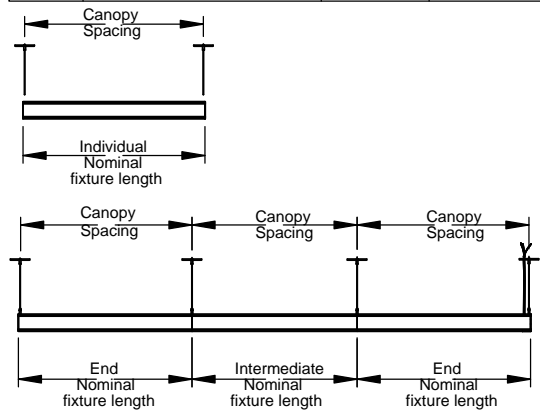 Canopy
Spacing
Individual
Nominal
fixture length
Canopy
Spacing
Canopy
Spacing
Canopy
Spacing
End
Nominal
fixture length
Intermediate
Nominal
fixture length
End
Nominal
fixture length